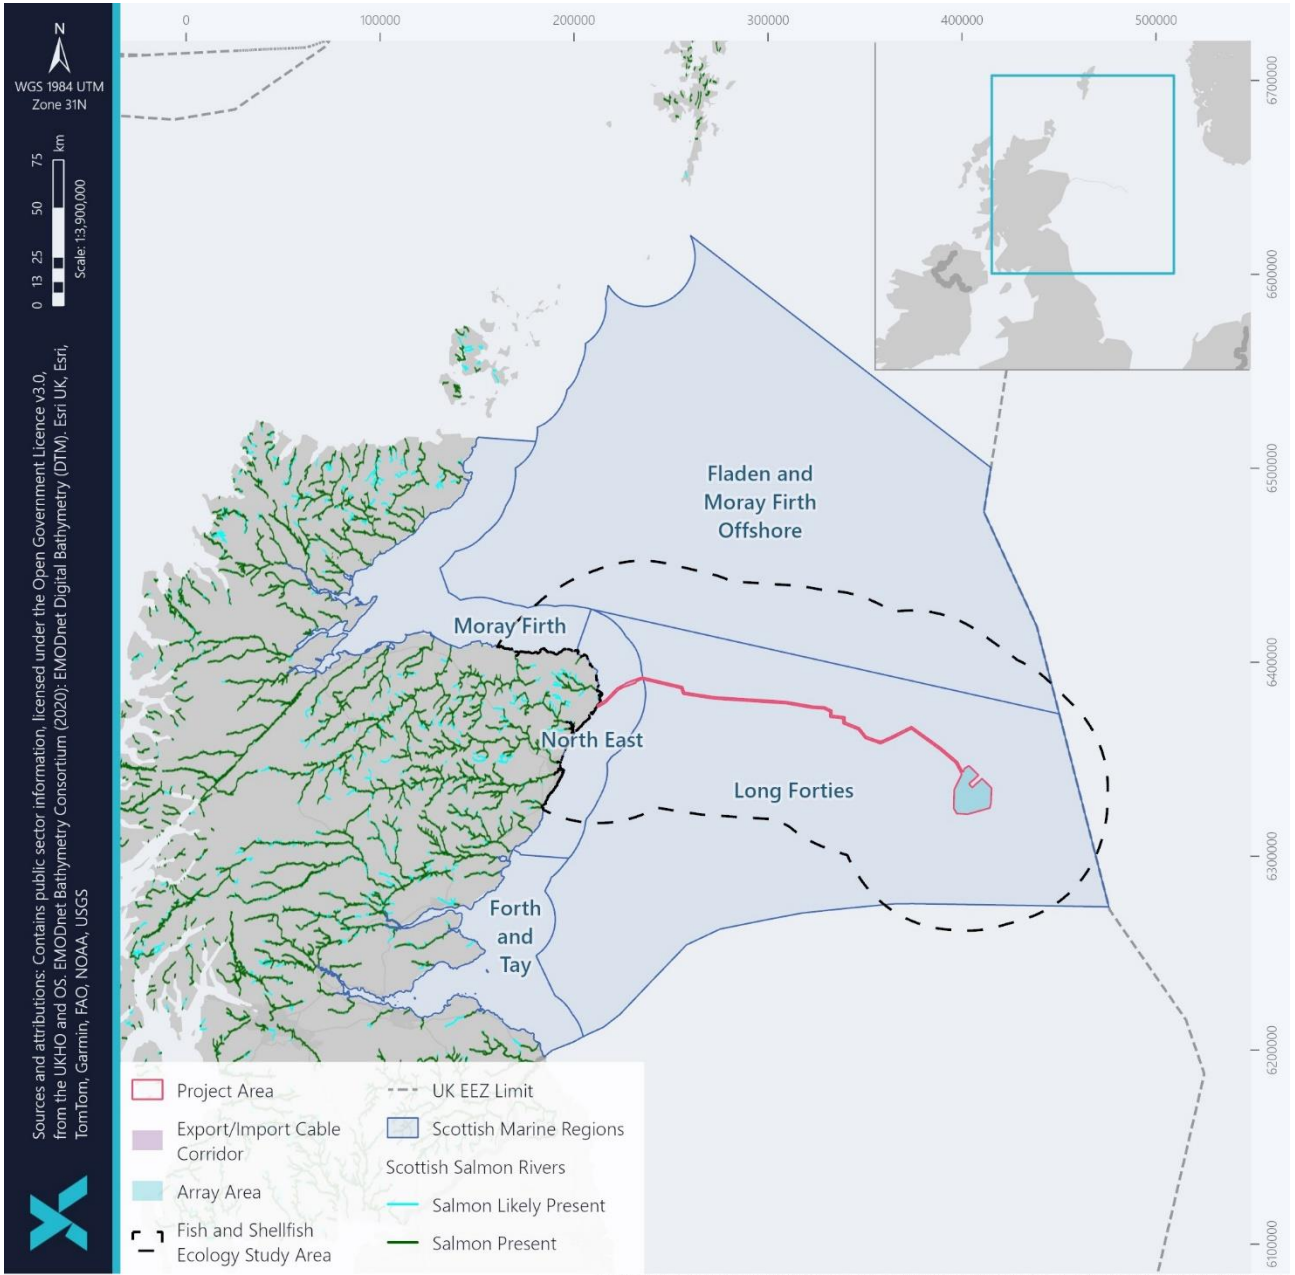 0 100000 200000 300000 400000 500000
N
WGS 1984 UTM
Zone 31N
0 13 25 50 75 km
Scale: 1:3,900,000
Sources and attributions: Contains public sector information, licensed under the Open Government Licence v3.0,
from the UKHO and OS. EMODnet Bathymetry Consortium (2020): EMODnet Digital Bathymetry (DTM). Esri UK, Esri,
TomTom, Garmin, FAO, NOAA, USGS
6700000
6600000
6500000
6400000
6300000
6200000
6100000
Fladen and
Moray Firth
Offshore
Moray Firth
North East
Long Forties
Forth
and
Tay
Project Area
Export/Import Cable
Corridor
Array Area
Fish and Shellfish
Ecology Study Area
UK EEZ Limit
Scottish Marine Regions
Scottish Salmon Rivers
Salmon Likely Present
Salmon Present